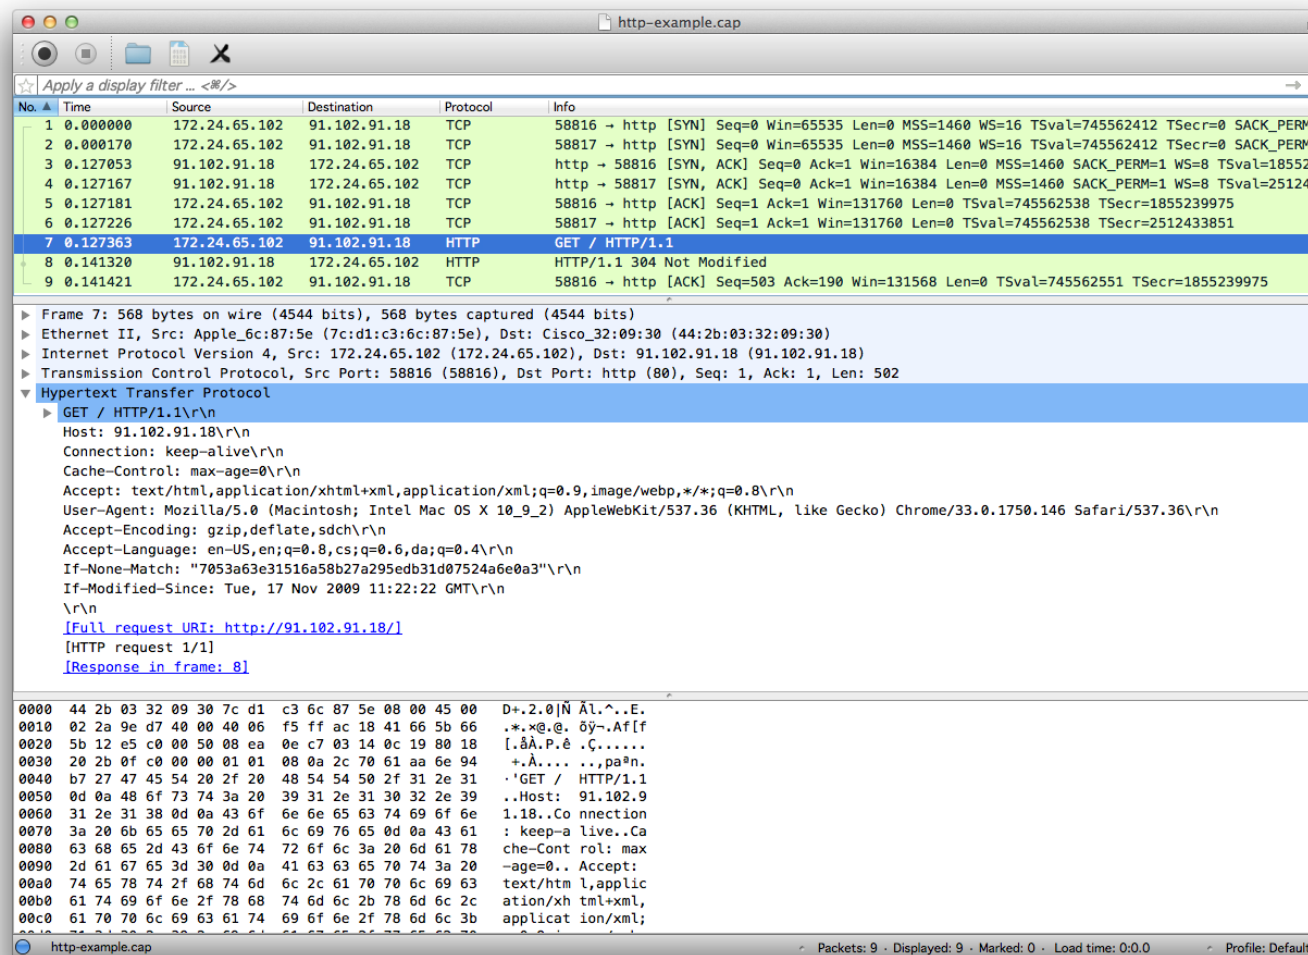 http-example.cap
Apply a display filter ... <⌘/>
No. Time Source Destination Protocol Info
1 0.000000 172.24.65.102 91.102.91.18 TCP 58816 → http [SYN] Seq=0 Win=65535 Len=0 MSS=1460 WS=16 TSval=745562412 TSecr=0 SACK_PERM
2 0.000170 172.24.65.102 91.102.91.18 TCP 58817 → http [SYN] Seq=0 Win=65535 Len=0 MSS=1460 WS=16 TSval=745562412 TSecr=0 SACK_PERM
3 0.127053 91.102.91.18 172.24.65.102 TCP http → 58816 [SYN, ACK] Seq=0 Ack=1 Win=16384 Len=0 MSS=1460 SACK_PERM=1 WS=8 TSval=18552
4 0.127167 91.102.91.18 172.24.65.102 TCP http → 58817 [SYN, ACK] Seq=0 Ack=1 Win=16384 Len=0 MSS=1460 SACK_PERM=1 WS=8 TSval=25124
5 0.127181 172.24.65.102 91.102.91.18 TCP 58816 → http [ACK] Seq=1 Ack=1 Win=131760 Len=0 TSval=745562538 TSecr=1855239975
6 0.127226 172.24.65.102 91.102.91.18 TCP 58817 → http [ACK] Seq=1 Ack=1 Win=131760 Len=0 TSval=745562538 TSecr=2512433851
7 0.127363 172.24.65.102 91.102.91.18 HTTP GET / HTTP/1.1
8 0.141320 91.102.91.18 172.24.65.102 HTTP HTTP/1.1 304 Not Modified
9 0.141421 172.24.65.102 91.102.91.18 TCP 58816 → http [ACK] Seq=503 Ack=190 Win=131568 Len=0 TSval=745562551 TSecr=1855239975
Frame 7: 568 bytes on wire (4544 bits), 568 bytes captured (4544 bits)
Ethernet II, Src: Apple_6c:87:5e (7c:d1:c3:6c:87:5e), Dst: Cisco_32:09:30 (44:2b:03:32:09:30)
Internet Protocol Version 4, Src: 172.24.65.102 (172.24.65.102), Dst: 91.102.91.18 (91.102.91.18)
Transmission Control Protocol, Src Port: 58816 (58816), Dst Port: http (80), Seq: 1, Ack: 1, Len: 502
Hypertext Transfer Protocol
GET / HTTP/1.1\r\n
Host: 91.102.91.18\r\n
Connection: keep-alive\r\n
Cache-Control: max-age=0\r\n
Accept: text/html,application/xhtml+xml,application/xml;q=0.9,image/webp,*/*;q=0.8\r\n
User-Agent: Mozilla/5.0 (Macintosh; Intel Mac OS X 10_9_2) AppleWebKit/537.36 (KHTML, like Gecko) Chrome/33.0.1750.146 Safari/537.36\r\n
Accept-Encoding: gzip,deflate,sdch\r\n
Accept-Language: en-US,en;q=0.8,cs;q=0.6,da;q=0.4\r\n
If-None-Match: "7053a63e31516a58b27a295edb31d07524a6e0a3"\r\n
If-Modified-Since: Tue, 17 Nov 2009 11:22:22 GMT\r\n
\r\n
[Full request URI: http://91.102.91.18/]
[HTTP request 1/1]
[Response in frame: 8]
0000 44 2b 03 32 09 30 7c d1 c3 6c 87 5e 08 00 45 00 D+.2.0|Ñ Ãl.^..E.
0010 02 2a 9e d7 40 00 40 06 f5 ff ac 18 41 66 5b 66 .*.×@.@. õÿ¬.Af[f
0020 5b 12 e5 c0 00 50 08 ea 0e c7 03 14 0c 19 80 18 [.åÀ.P.ê .Ç......
0030 20 2b 0f c0 00 00 01 01 08 0a 2c 70 61 aa 6e 94 +.À.... ..,paªn.
0040 b7 27 47 45 54 20 2f 20 48 54 54 50 2f 31 2e 31 ·'GET / HTTP/1.1
0050 0d 0a 48 6f 73 74 3a 20 39 31 2e 31 30 32 2e 39 ..Host: 91.102.9
0060 31 2e 31 38 0d 0a 43 6f 6e 6e 65 63 74 69 6f 6e 1.18..Co nnection
0070 3a 20 6b 65 65 70 2d 61 6c 69 76 65 0d 0a 43 61 : keep-a live..Ca
0080 63 68 65 2d 43 6f 6e 74 72 6f 6c 3a 20 6d 61 78 che-Cont rol: max
0090 2d 61 67 65 3d 30 0d 0a 41 63 63 65 70 74 3a 20 -age=0.. Accept:
00a0 74 65 78 74 2f 68 74 6d 6c 2c 61 70 70 6c 69 63 text/htm l,applic
00b0 61 74 69 6f 6e 2f 78 68 74 6d 6c 2b 78 6d 6c 2c ation/xh tml+xml,
00c0 61 70 70 6c 69 63 61 74 69 6f 6e 2f 78 6d 6c 3b applicat ion/xml;
http-example.cap Packets: 9 · Displayed: 9 · Marked: 0 · Load time: 0:0.0 Profile: Default